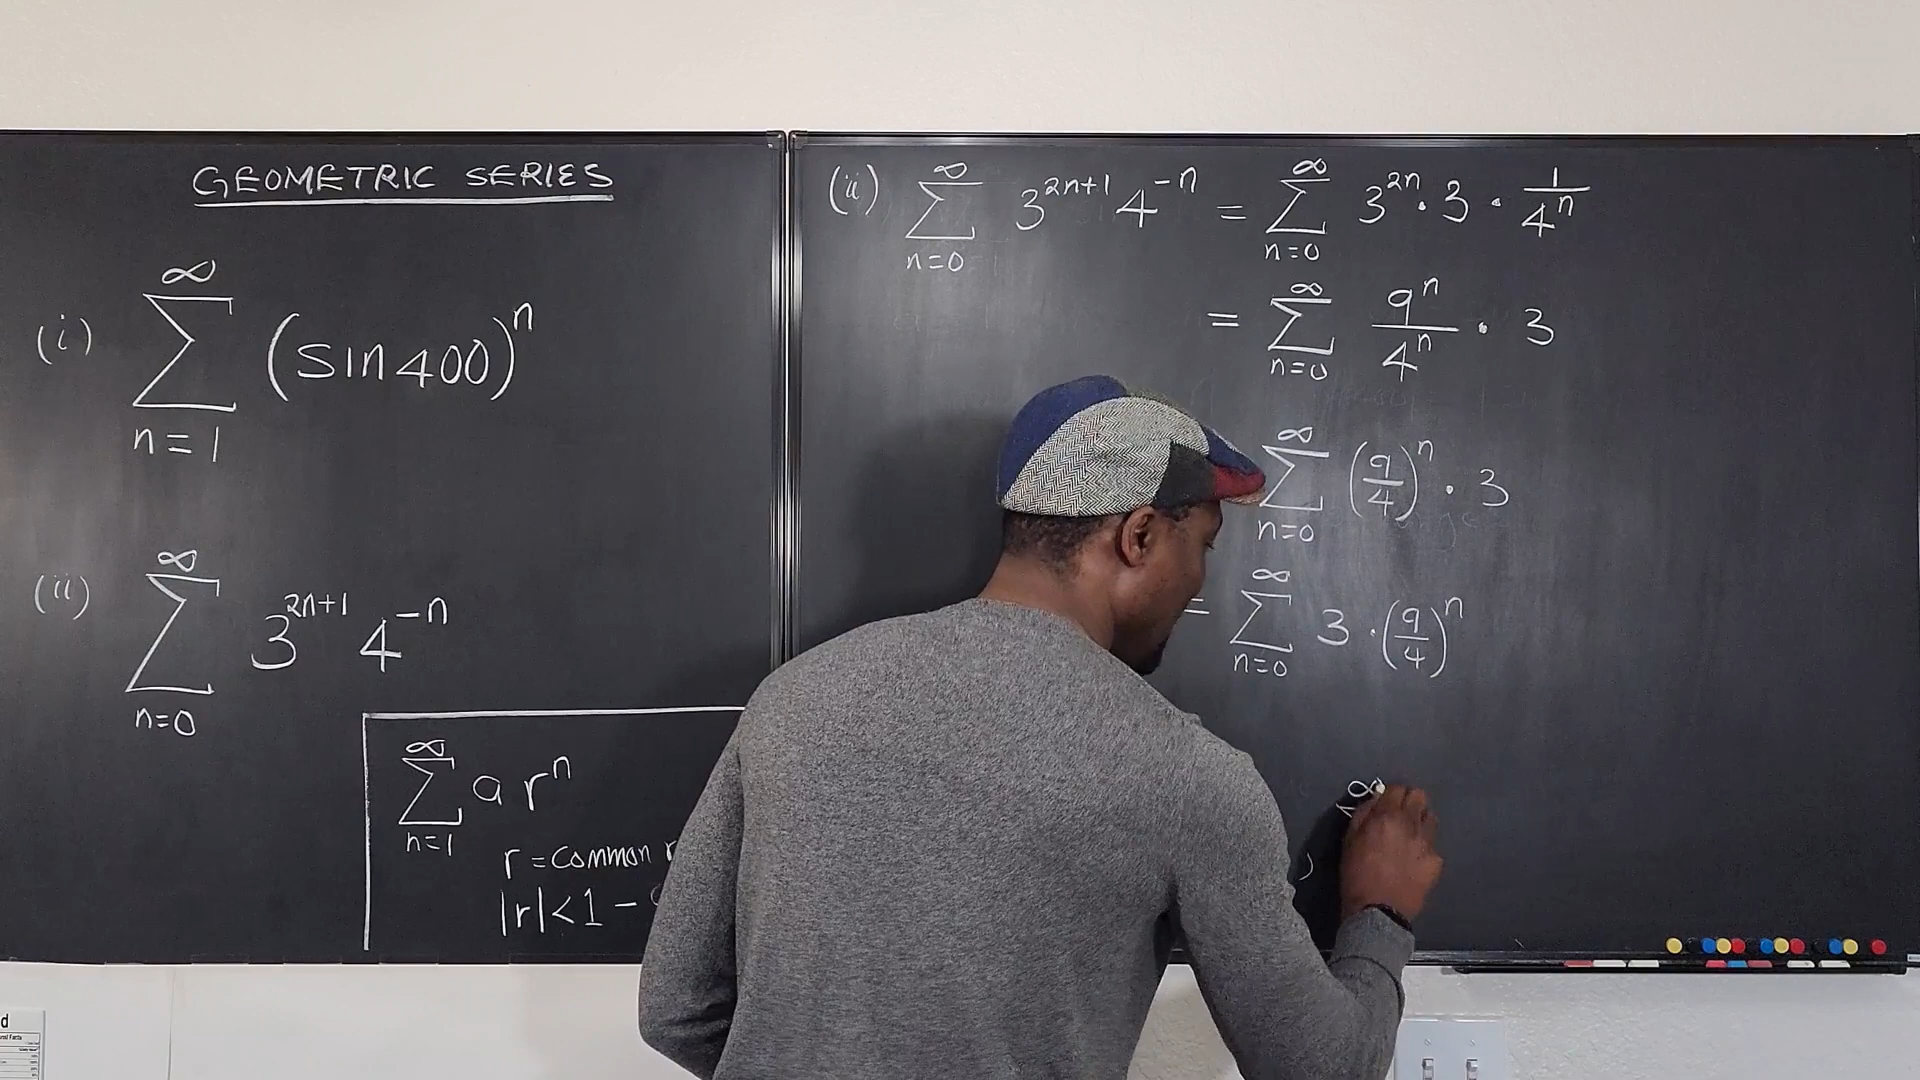 GEOMETRIC SERIES
(i) ∑_{n=1}^{∞} (sin 400)^n
(ii) ∑_{n=0}^{∞} 3^{2n+1} 4^{-n}
∑_{n=1}^{∞} a r^n
r = common
|r| < 1 –
(ii) ∑_{n=0}^{∞} 3^{2n+1} 4^{-n} = ∑_{n=0}^{∞} 3^{2n} · 3 · 1/4^n
= ∑_{n=0}^{∞} 9^n/4^n · 3
∑_{n=0}^{∞} (9/4)^n · 3
= ∑_{n=0}^{∞} 3 · (9/4)^n
∞